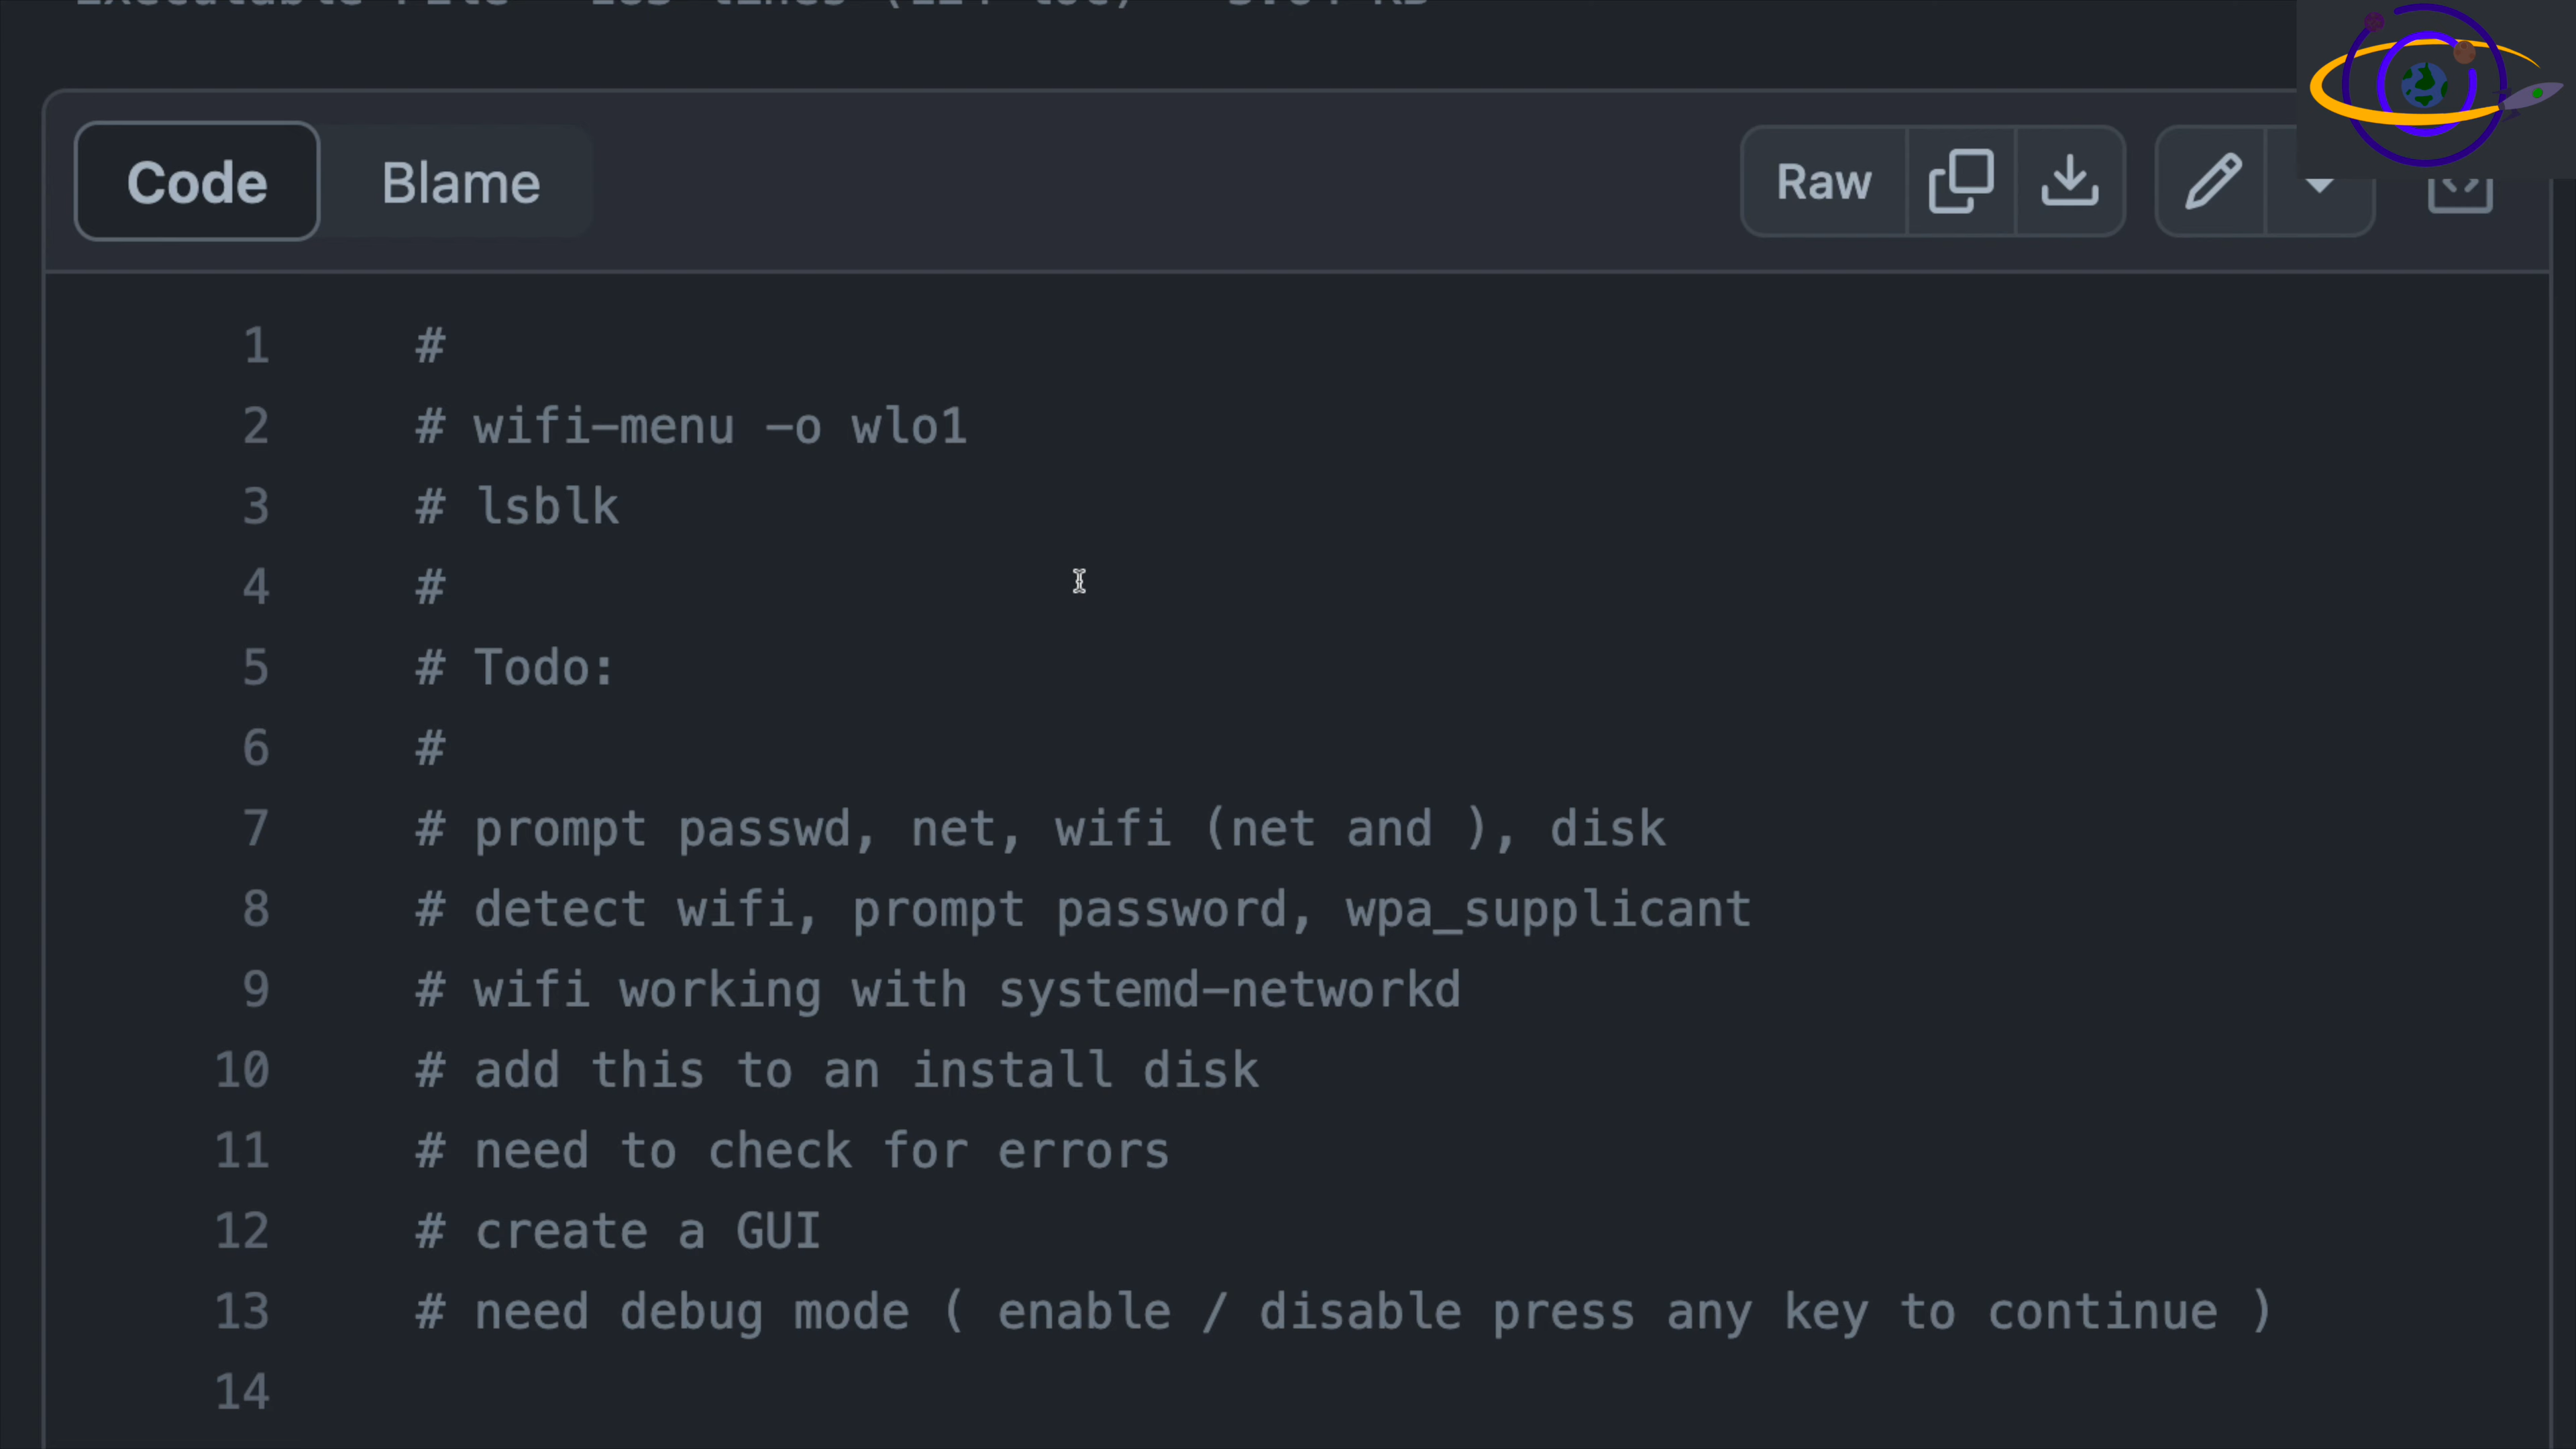 Code Blame Raw
1 #
2 # wifi-menu -o wlo1
3 # lsblk
4 #
5 # Todo:
6 #
7 # prompt passwd, net, wifi (net and ), disk
8 # detect wifi, prompt password, wpa_supplicant
9 # wifi working with systemd-networkd
10 # add this to an install disk
11 # need to check for errors
12 # create a GUI
13 # need debug mode ( enable / disable press any key to continue )
14